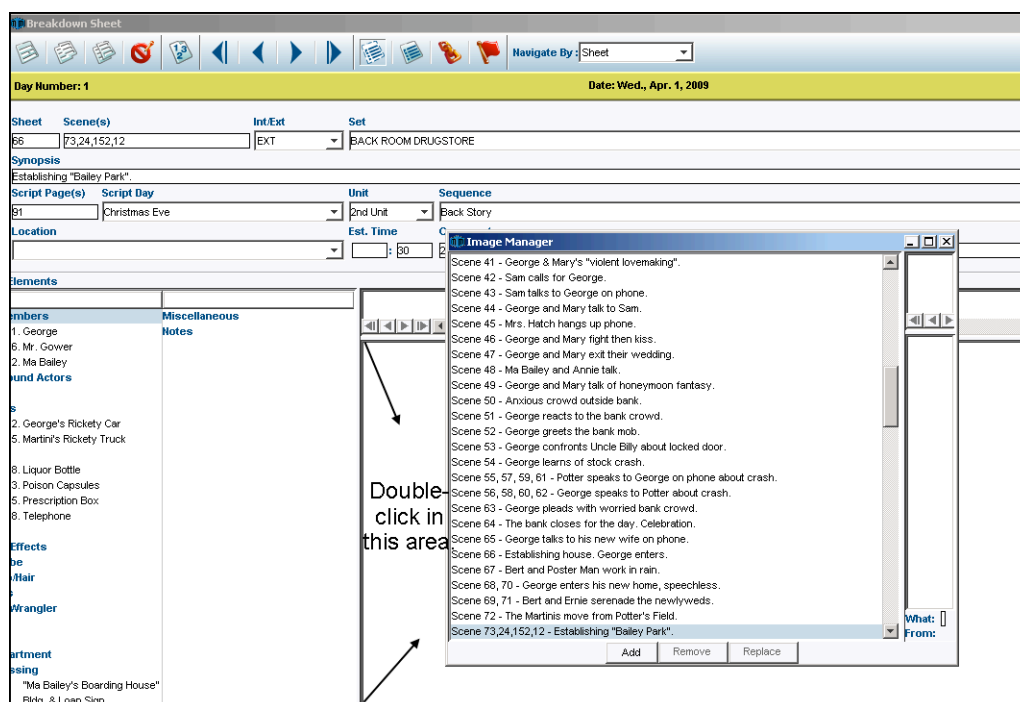 Breakdown Sheet
Navigate By: Sheet
Day Number: 1 Date: Wed., Apr. 1, 2009
Sheet Scene(s) Int/Ext Set
66 73,24,152,12 EXT BACK ROOM DRUGSTORE
Synopsis
Establishing "Bailey Park".
Script Page(s) Script Day Unit Sequence
91 Christmas Eve 2nd Unit Back Story
Location Est. Time
: 30
Elements
embers Miscellaneous
1. George Notes
6. Mr. Gower
2. Ma Bailey
und Actors
s
2. George's Rickety Car
5. Martini's Rickety Truck
8. Liquor Bottle
3. Poison Capsules
5. Prescription Box
8. Telephone
Effects
be
/Hair
s
Wrangler
artment
ssing
"Ma Bailey's Boarding House"
Bldg. & Loan Sign
Double-
click in
this area.
Image Manager
Scene 41 - George & Mary's "violent lovemaking".
Scene 42 - Sam calls for George.
Scene 43 - Sam talks to George on phone.
Scene 44 - George and Mary talk to Sam.
Scene 45 - Mrs. Hatch hangs up phone.
Scene 46 - George and Mary fight then kiss.
Scene 47 - George and Mary exit their wedding.
Scene 48 - Ma Bailey and Annie talk.
Scene 49 - George and Mary talk of honeymoon fantasy.
Scene 50 - Anxious crowd outside bank.
Scene 51 - George reacts to the bank crowd.
Scene 52 - George greets the bank mob.
Scene 53 - George confronts Uncle Billy about locked door.
Scene 54 - George learns of stock crash.
Scene 55, 57, 59, 61 - Potter speaks to George on phone about crash.
Scene 56, 58, 60, 62 - George speaks to Potter about crash.
Scene 63 - George pleads with worried bank crowd.
Scene 64 - The bank closes for the day. Celebration.
Scene 65 - George talks to his new wife on phone.
Scene 66 - Establishing house. George enters.
Scene 67 - Bert and Poster Man work in rain.
Scene 68, 70 - George enters his new home, speechless.
Scene 69, 71 - Bert and Ernie serenade the newlyweds.
Scene 72 - The Martinis move from Potter's Field.
Scene 73,24,152,12 - Establishing "Bailey Park".
What:
From:
Add Remove Replace